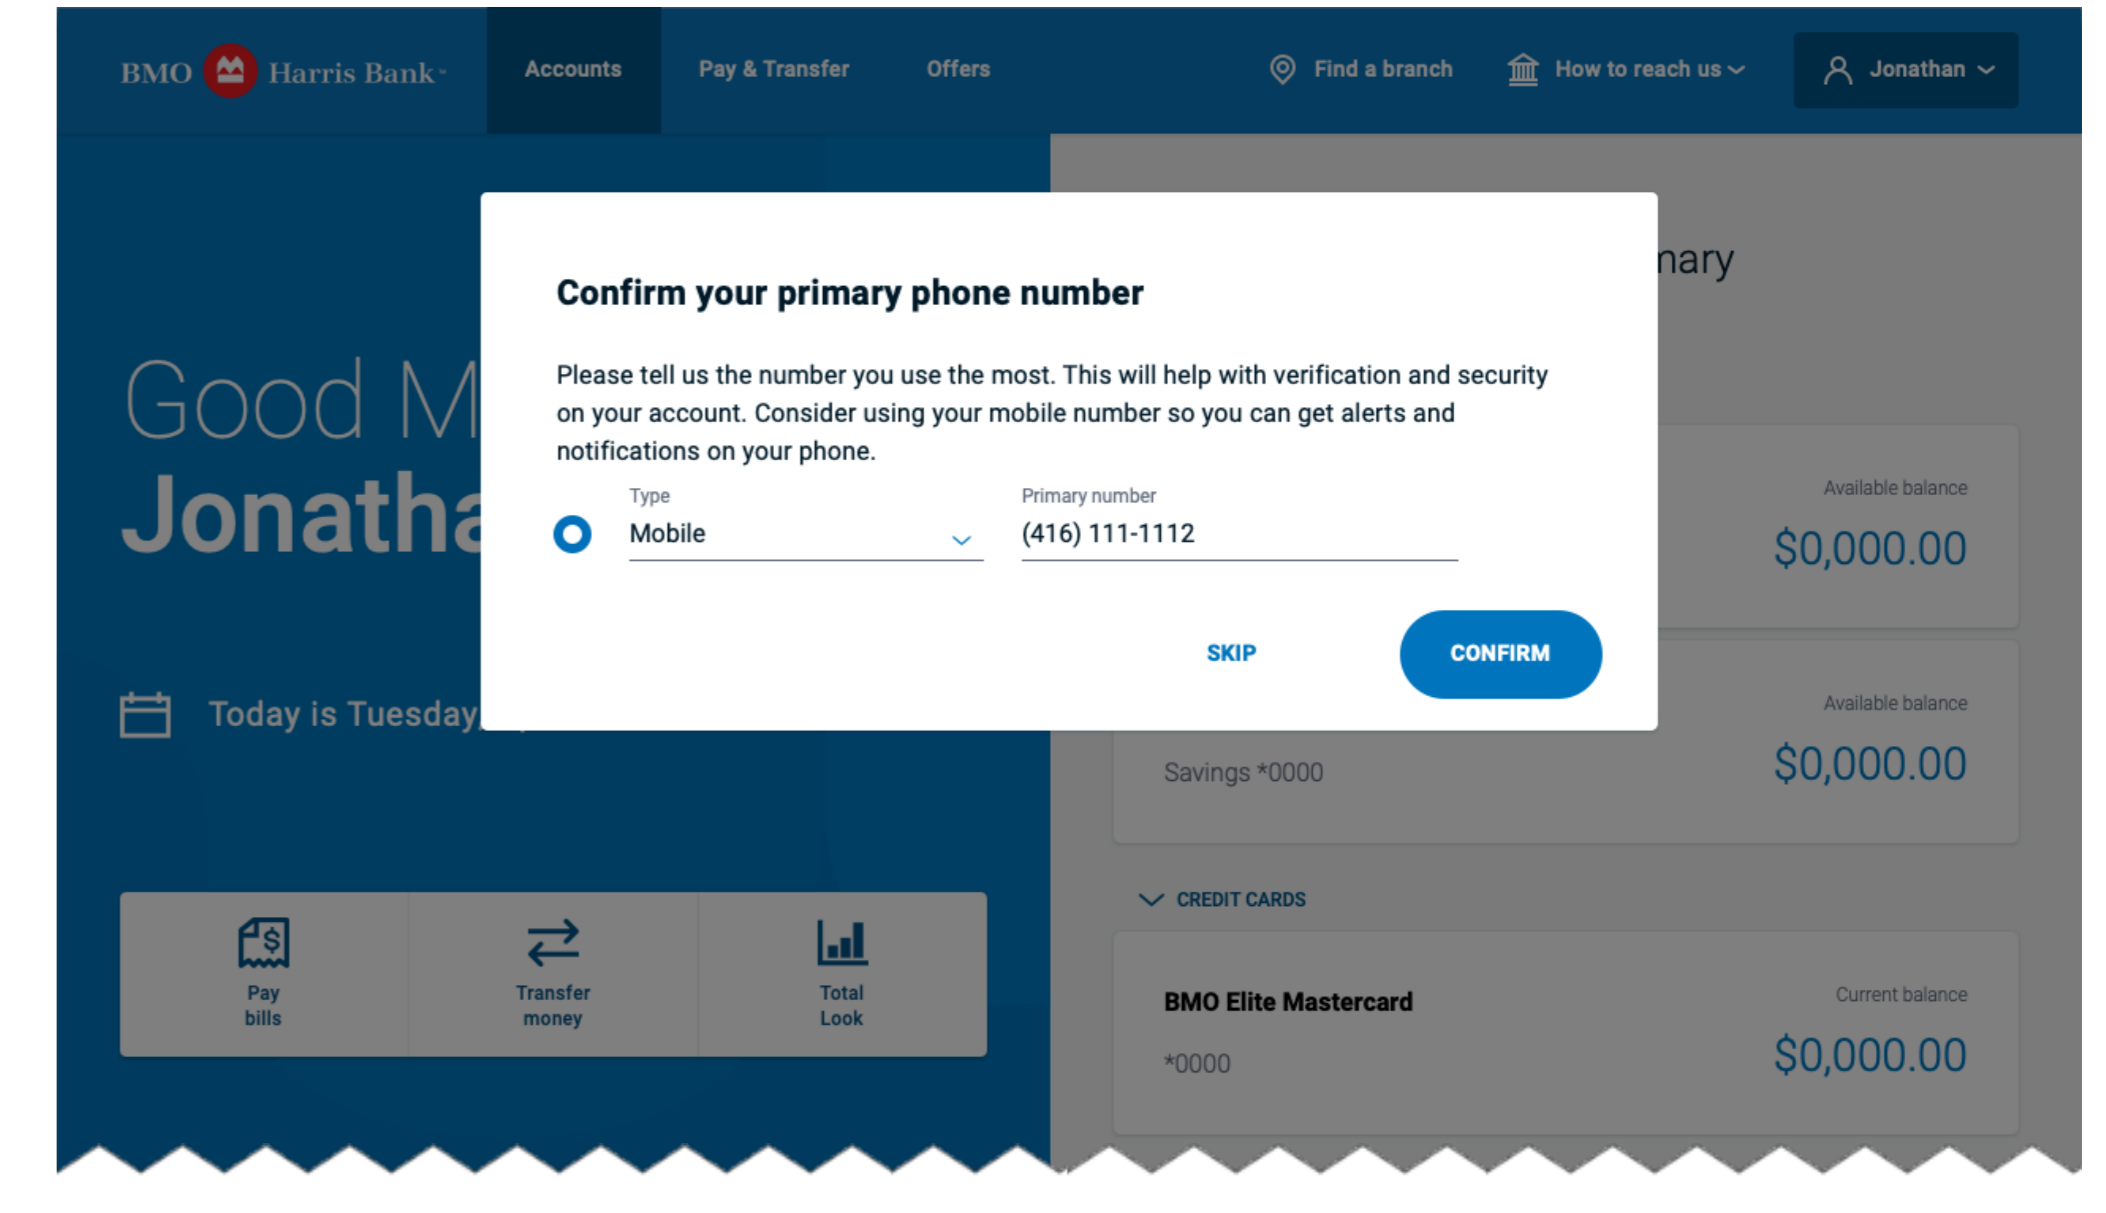 BMO Harris Bank
Accounts
Pay & Transfer
Offers
Find a branch
How to reach us
Jonathan
Confirm your primary phone number
Please tell us the number you use the most. This will help with verification and security
on your account. Consider using your mobile number so you can get alerts and
notifications on your phone.
Type
Mobile
Primary number
(416) 111-1112
SKIP
CONFIRM
Good M
Jonatha
Today is Tuesday,
Pay
bills
Transfer
money
Total
Look
mary
Available balance
$0,000.00
Available balance
Savings *0000
$0,000.00
CREDIT CARDS
BMO Elite Mastercard
Current balance
*0000
$0,000.00